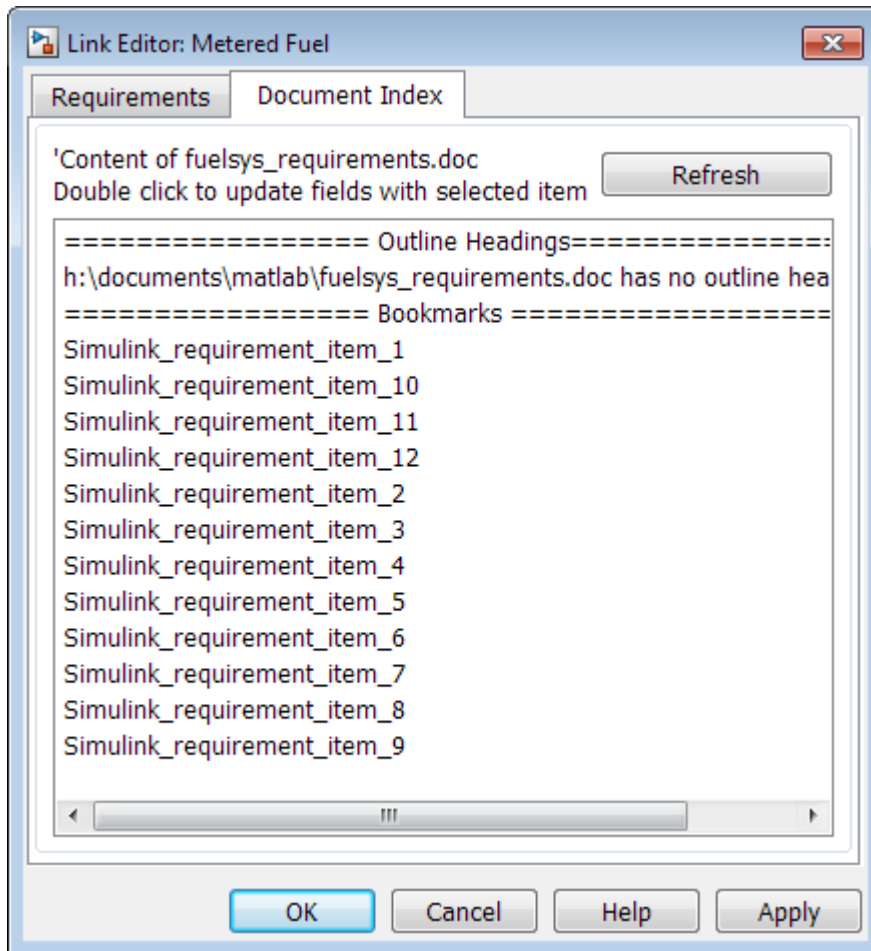 Link Editor: Metered Fuel
Requirements
Document Index
'Content of fuelsys_requirements.doc
Double click to update fields with selected item
Refresh
================= Outline Headings===============
h:\documents\matlab\fuelsys_requirements.doc has no outline hea
================= Bookmarks ==================
Simulink_requirement_item_1
Simulink_requirement_item_10
Simulink_requirement_item_11
Simulink_requirement_item_12
Simulink_requirement_item_2
Simulink_requirement_item_3
Simulink_requirement_item_4
Simulink_requirement_item_5
Simulink_requirement_item_6
Simulink_requirement_item_7
Simulink_requirement_item_8
Simulink_requirement_item_9
OK
Cancel
Help
Apply